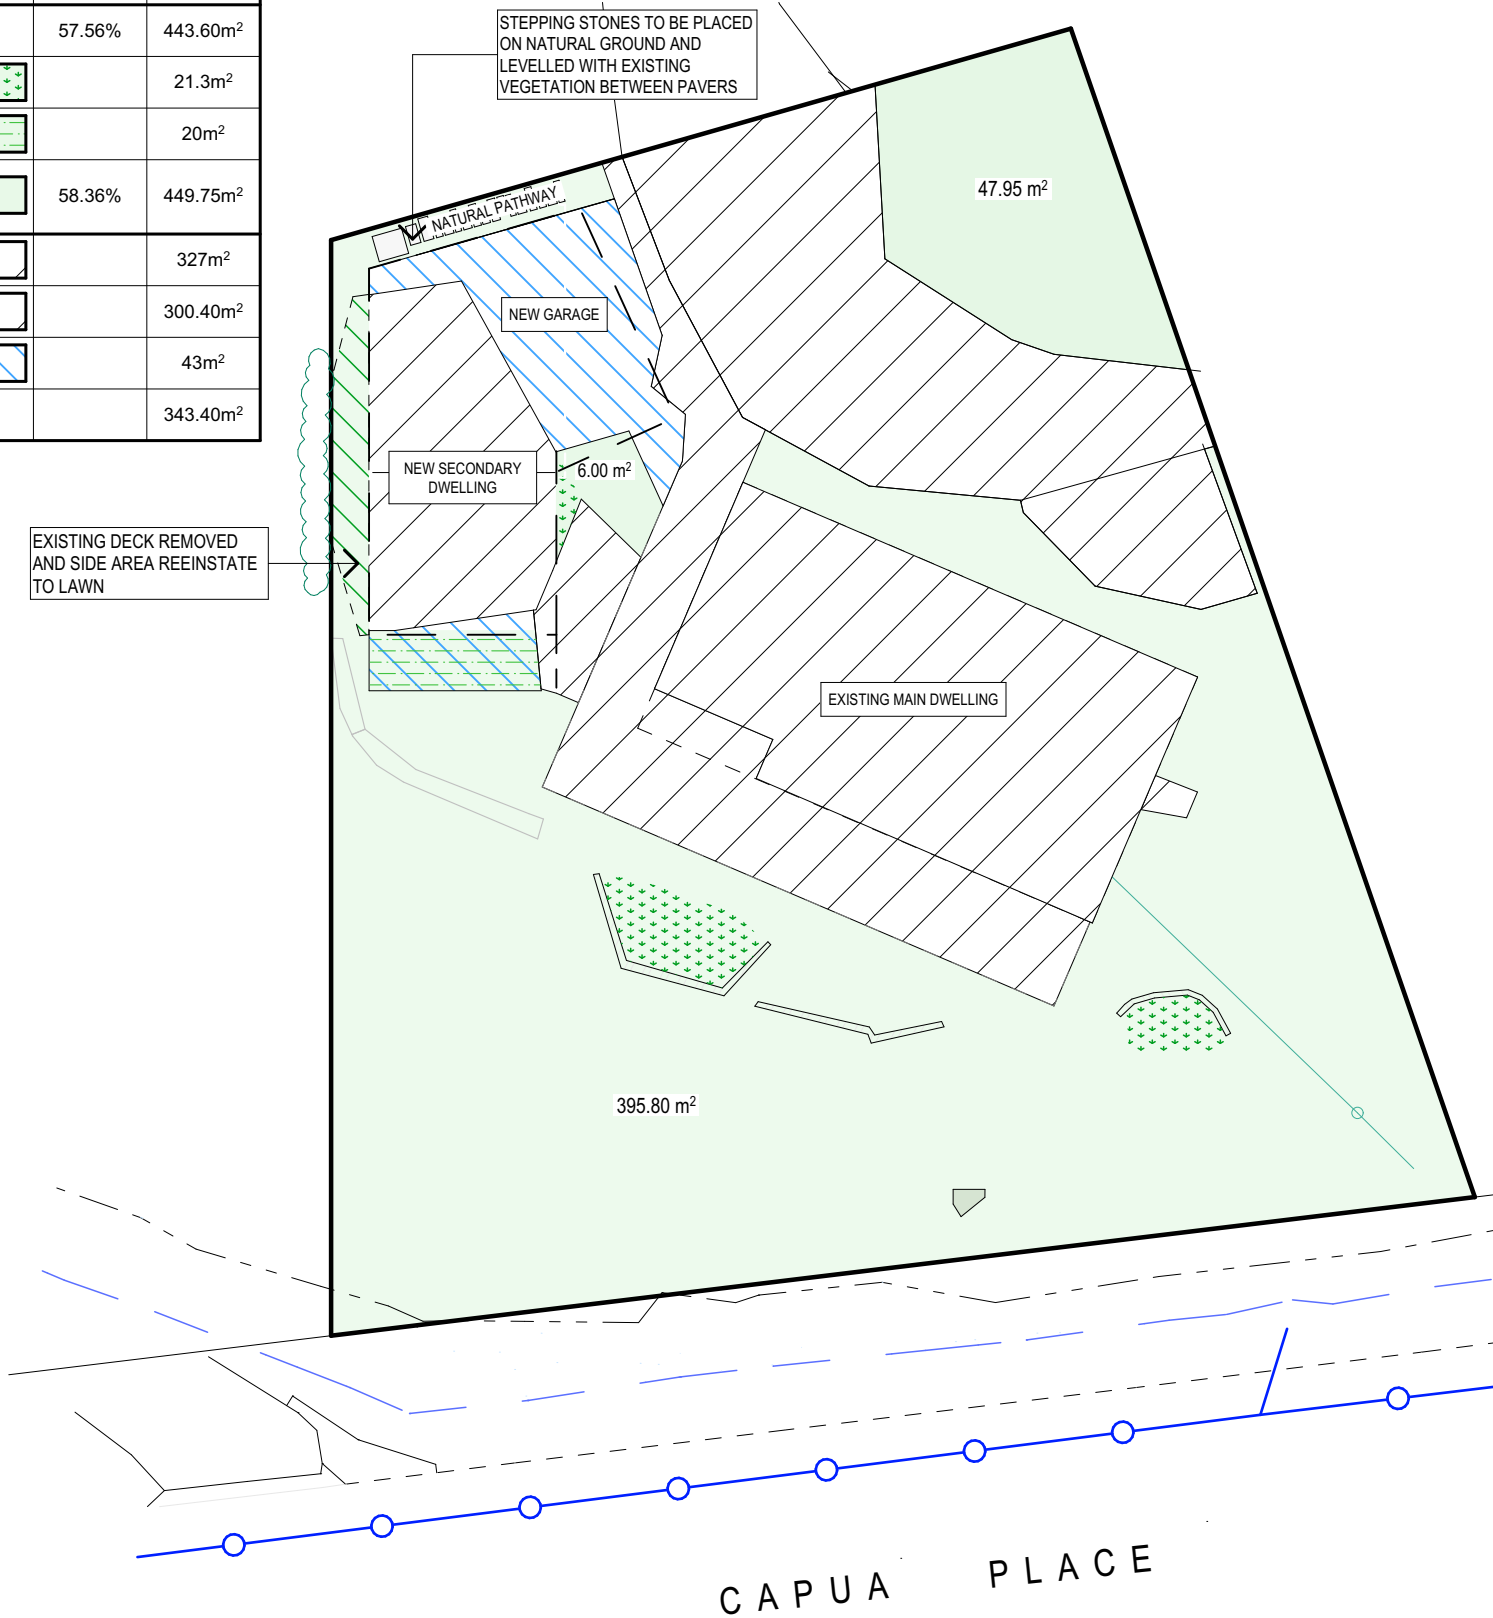 57.56% 443.60m²
21.3m²
20m²
58.36% 449.75m²
327m²
300.40m²
43m²
343.40m²
STEPPING STONES TO BE PLACED
ON NATURAL GROUND AND
LEVELLED WITH EXISTING
VEGETATION BETWEEN PAVERS
47.95 m²
NATURAL PATHWAY
NEW GARAGE
NEW SECONDARY
DWELLING
6.00 m²
EXISTING DECK REMOVED
AND SIDE AREA REEINSTATE
TO LAWN
EXISTING MAIN DWELLING
395.80 m²
CAPUA PLACE